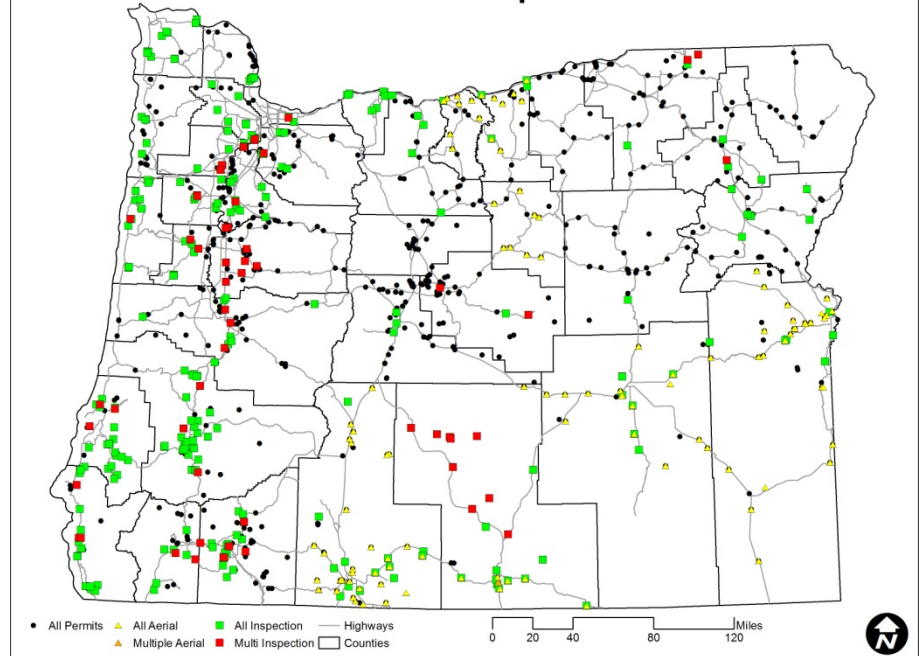 All Permits All Aerial All Inspection Highways
Multiple Aerial Multi Inspection Counties
Miles
0 20 40 80 120
N